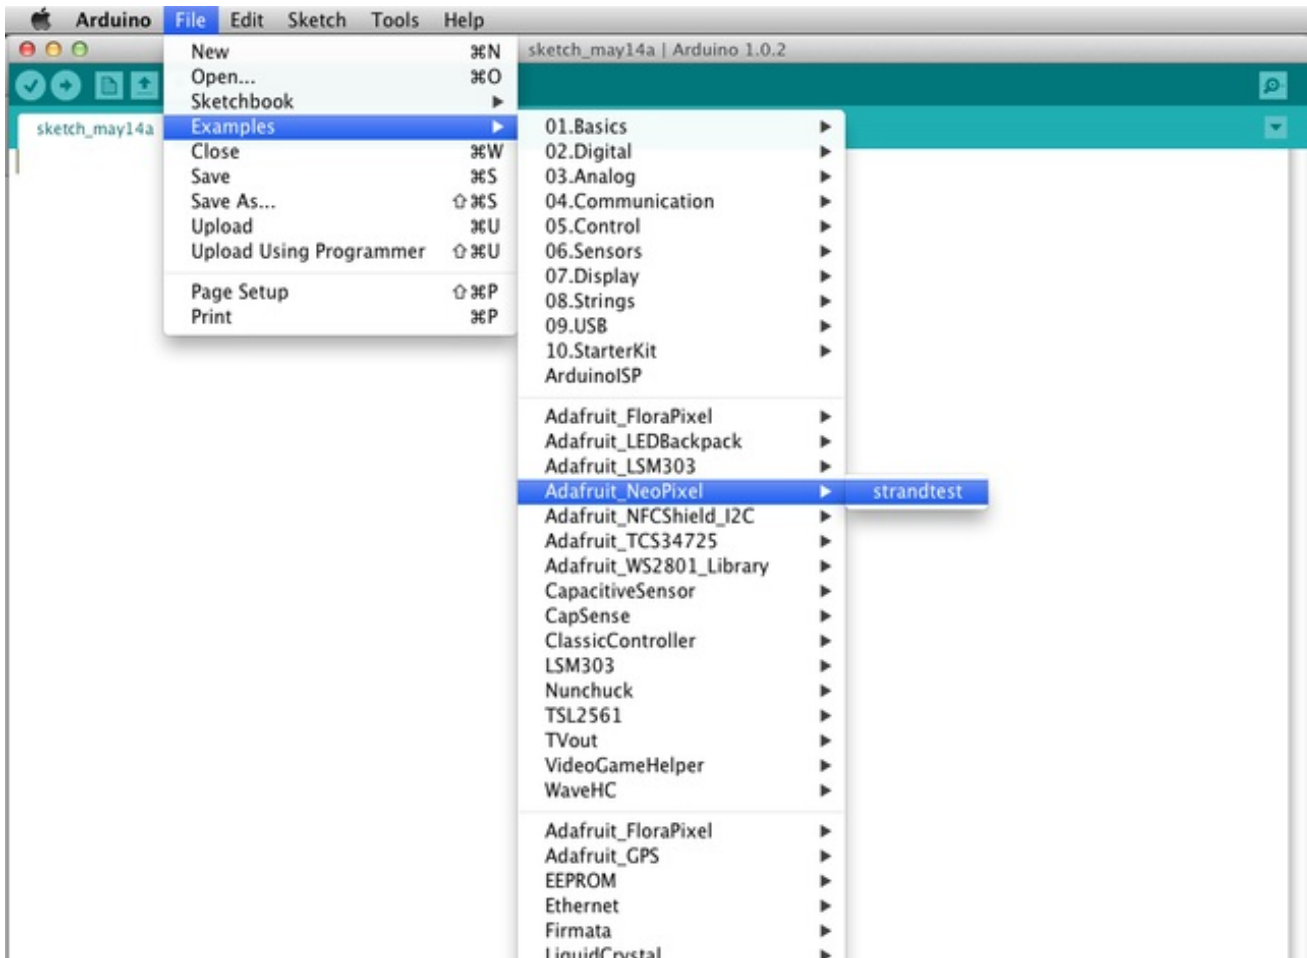 Arduino File Edit Sketch Tools Help
sketch_may14a | Arduino 1.0.2
sketch_may14a
New ⌘N
Open... ⌘O
Sketchbook ▶
Examples ▶
Close ⌘W
Save ⌘S
Save As... ⇧⌘S
Upload ⌘U
Upload Using Programmer ⇧⌘U
Page Setup ⇧⌘P
Print ⌘P
01.Basics ▶
02.Digital ▶
03.Analog ▶
04.Communication ▶
05.Control ▶
06.Sensors ▶
07.Display ▶
08.Strings ▶
09.USB ▶
10.StarterKit ▶
ArduinoISP
Adafruit_FloraPixel ▶
Adafruit_LEDBackpack ▶
Adafruit_LSM303 ▶
Adafruit_NeoPixel ▶
strandtest
Adafruit_NFCShield_I2C ▶
Adafruit_TCS34725 ▶
Adafruit_WS2801_Library ▶
CapacitiveSensor ▶
CapSense ▶
ClassicController ▶
LSM303 ▶
Nunchuck ▶
TSL2561 ▶
TVout ▶
VideoGameHelper ▶
WaveHC ▶
Adafruit_FloraPixel ▶
Adafruit_GPS ▶
EEPROM ▶
Ethernet ▶
Firmata ▶
LiquidCrystal ▶